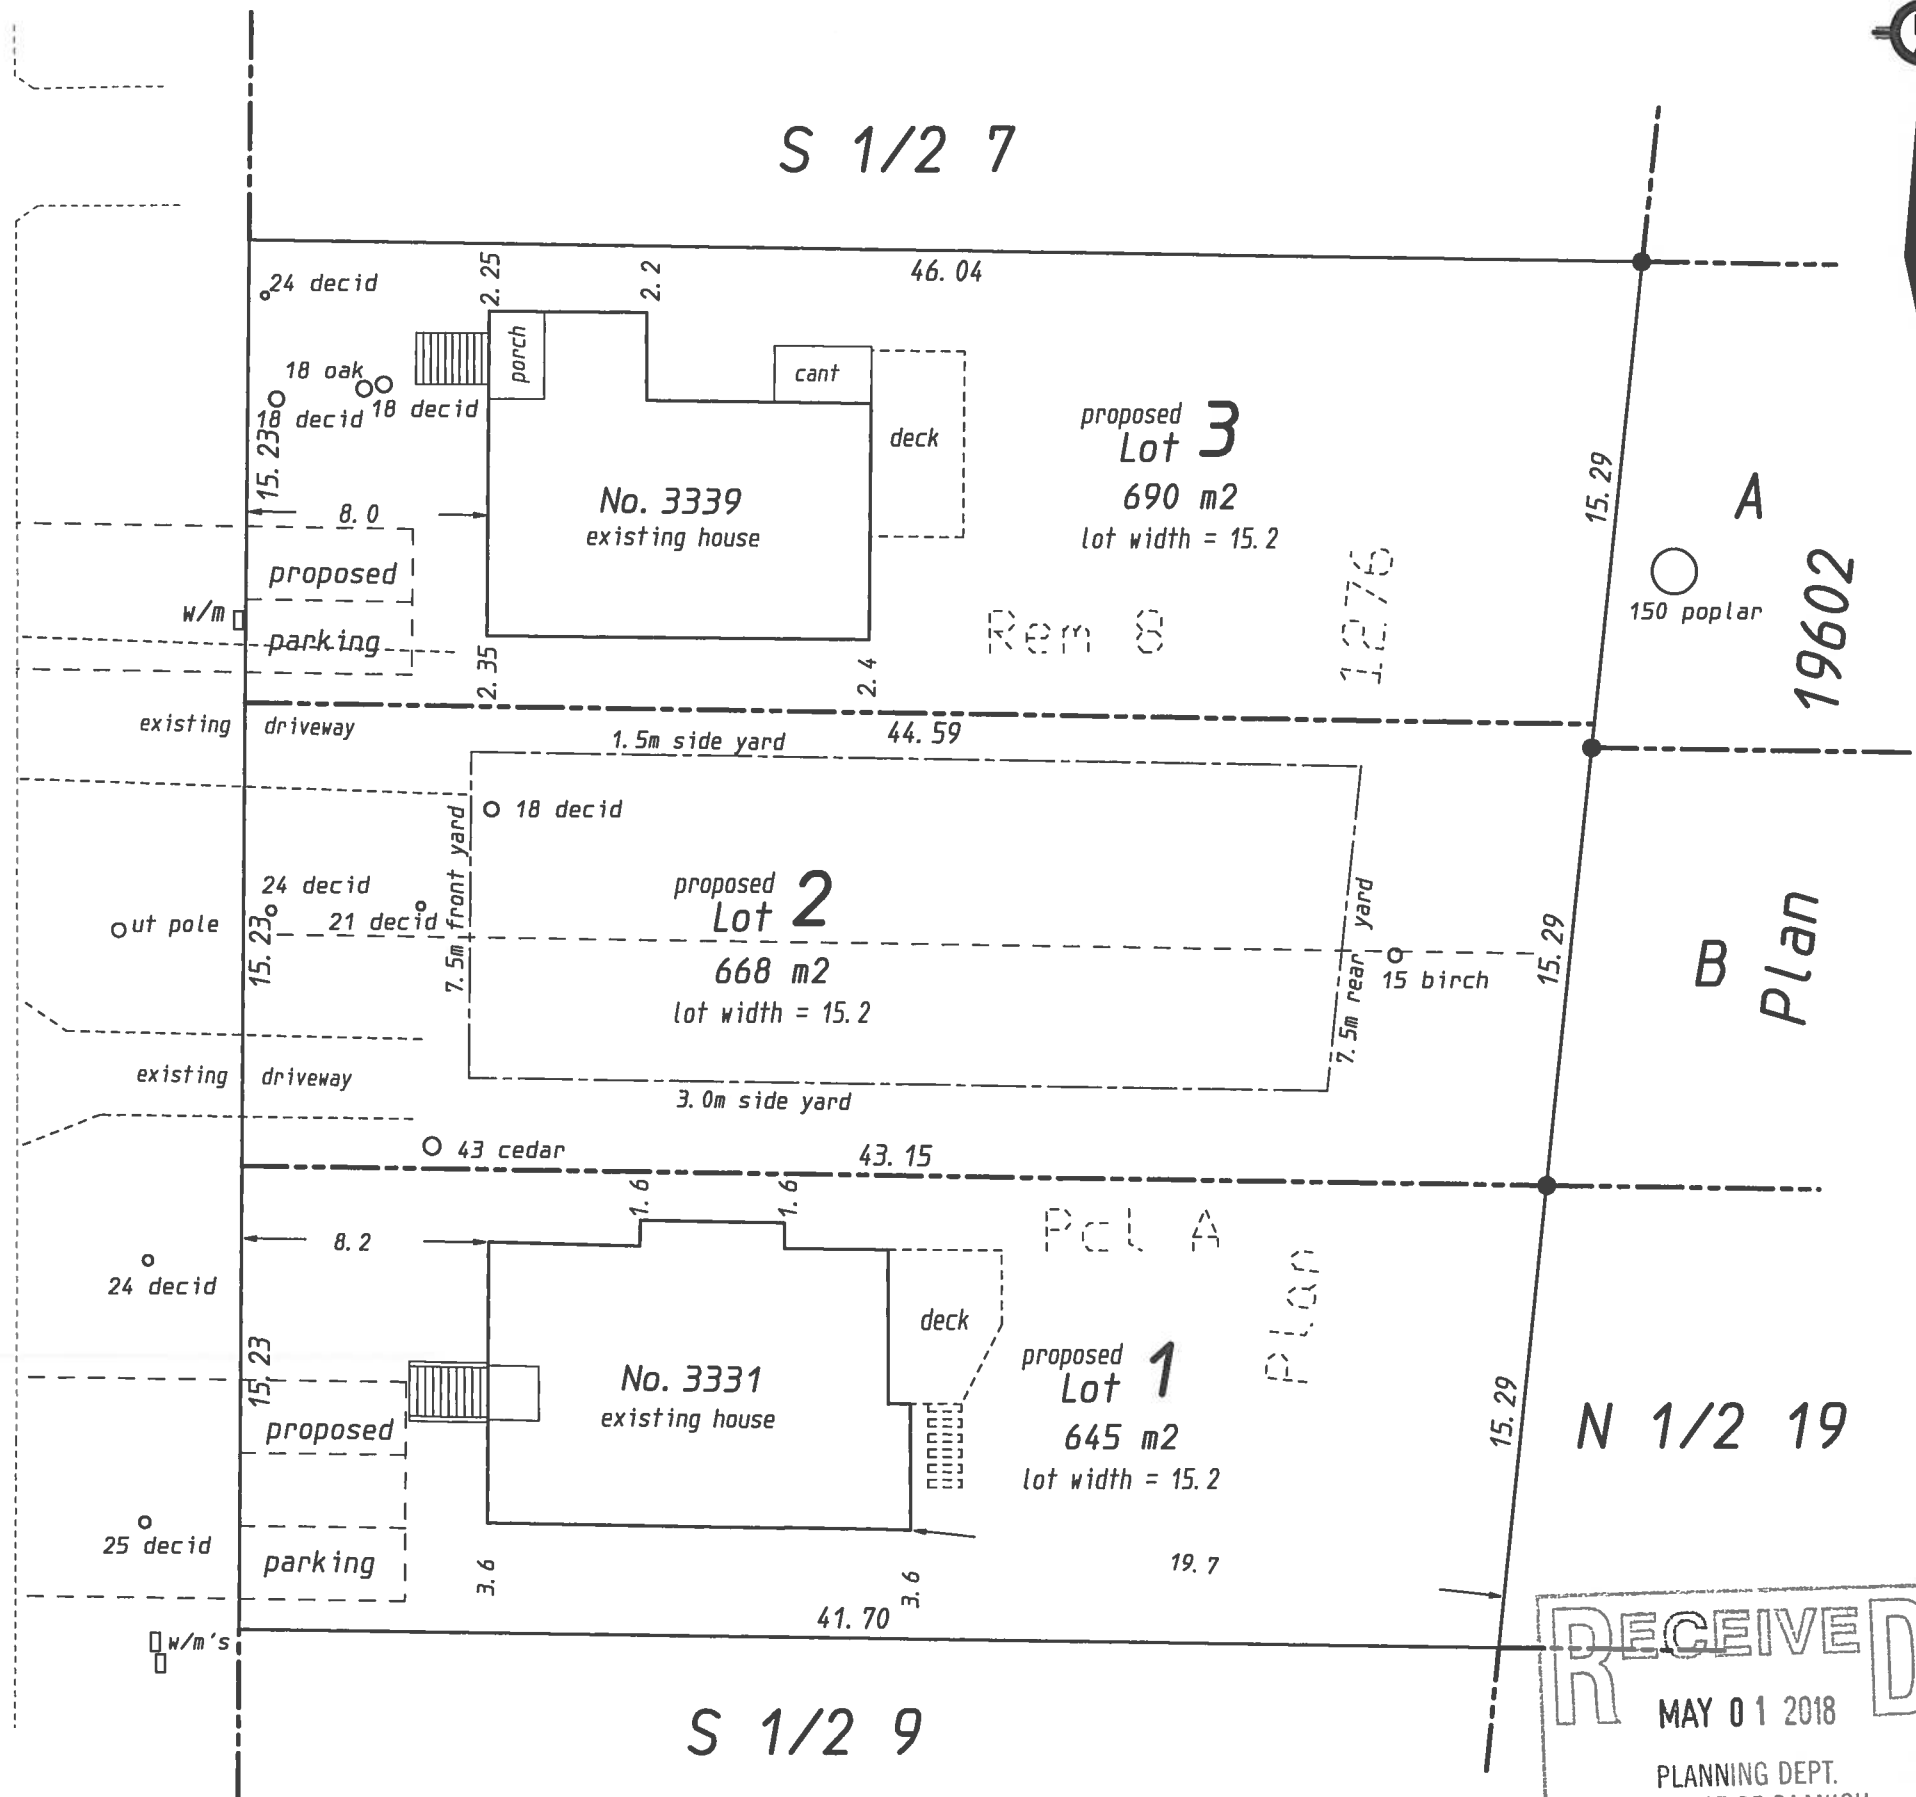 S 1/2 7
46.04
2.25
2.2
24 decid
18 oak
18 decid
18 decid
15.23
porch
cant
deck
No. 3339
existing house
8.0
proposed
parking
w/m
2.35
2.4
proposed
Lot 3
690 m2
lot width = 15.2
Rem 8
1276
15.29
A
150 poplar
19602
existing driveway
44.59
1.5m side yard
18 decid
7.5m front yard
24 decid
21 decid
ut pole
15.23
proposed
Lot 2
668 m2
lot width = 15.2
7.5m rear yard
15 birch
15.29
B
Plan
existing driveway
3.0m side yard
43 cedar
43.15
1.6
1.6
8.2
24 decid
15.23
Pcl A
Plan
deck
No. 3331
existing house
proposed
Lot 1
645 m2
lot width = 15.2
15.29
N 1/2 19
proposed
parking
25 decid
3.6
3.6
19.7
41.70
w/m's
S 1/2 9
RECEIVED
MAY 01 2018
PLANNING DEPT.